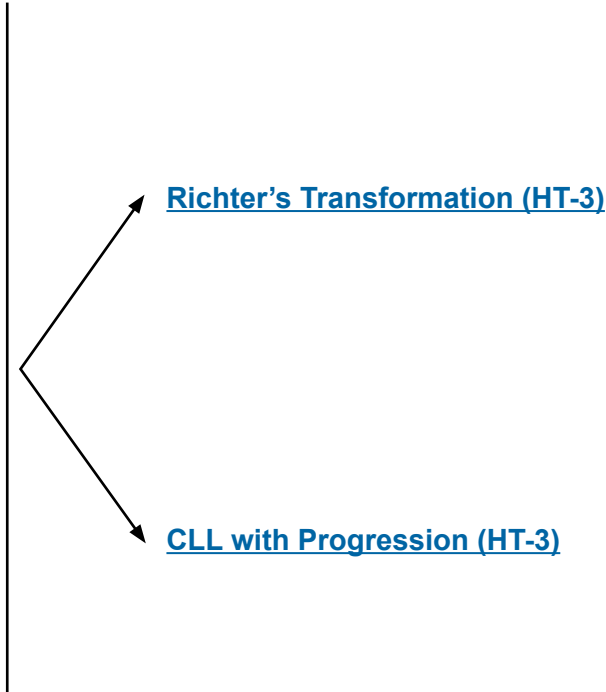 Richter’s Transformation (HT-3)
CLL with Progression (HT-3)